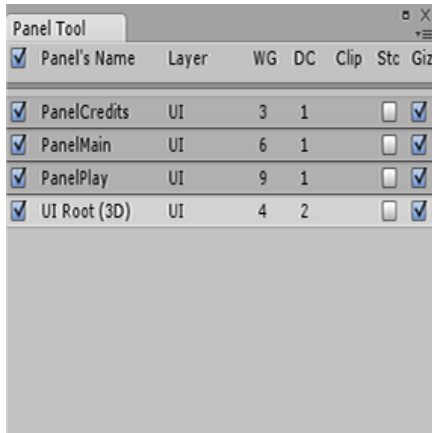 Panel Tool
Panel's Name Layer WG DC Clip Stc Giz
PanelCredits UI 3 1
PanelMain UI 6 1
PanelPlay UI 9 1
UI Root (3D) UI 4 2